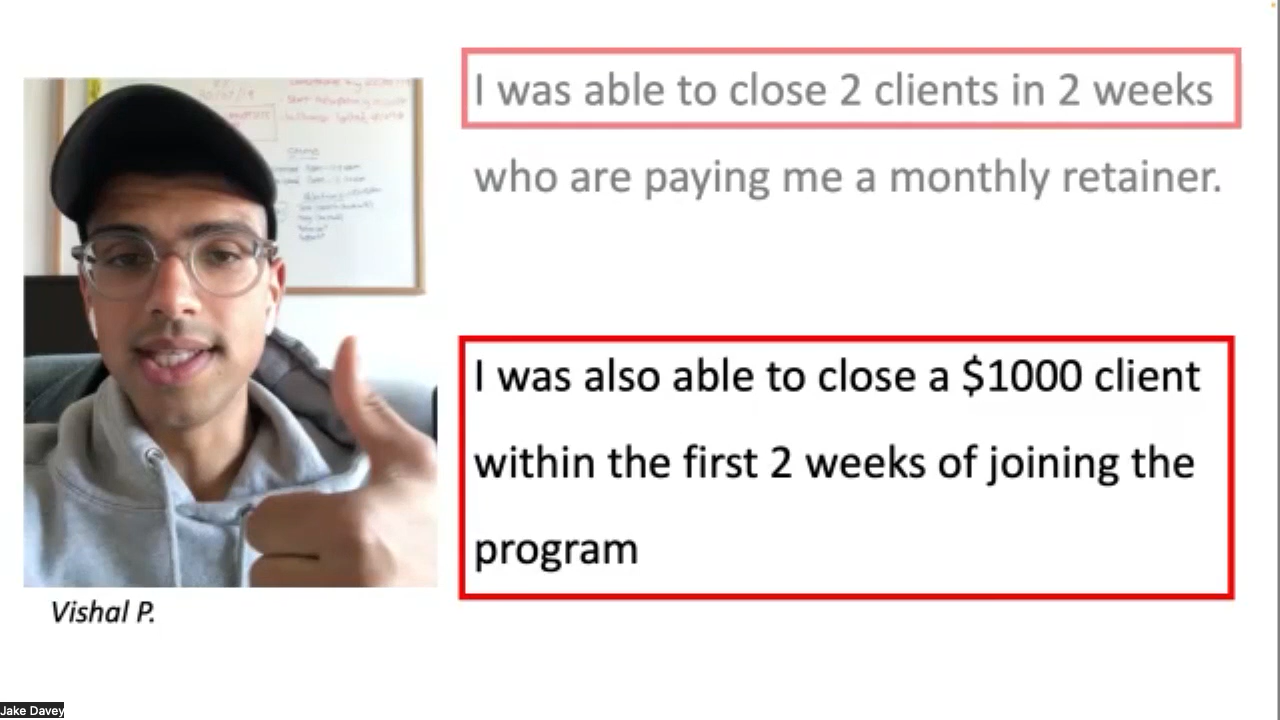 I was able to close 2 clients in 2 weeks
who are paying me a monthly retainer.
I was also able to close a $1000 client
within the first 2 weeks of joining the
program
Vishal P.
Jake Davey